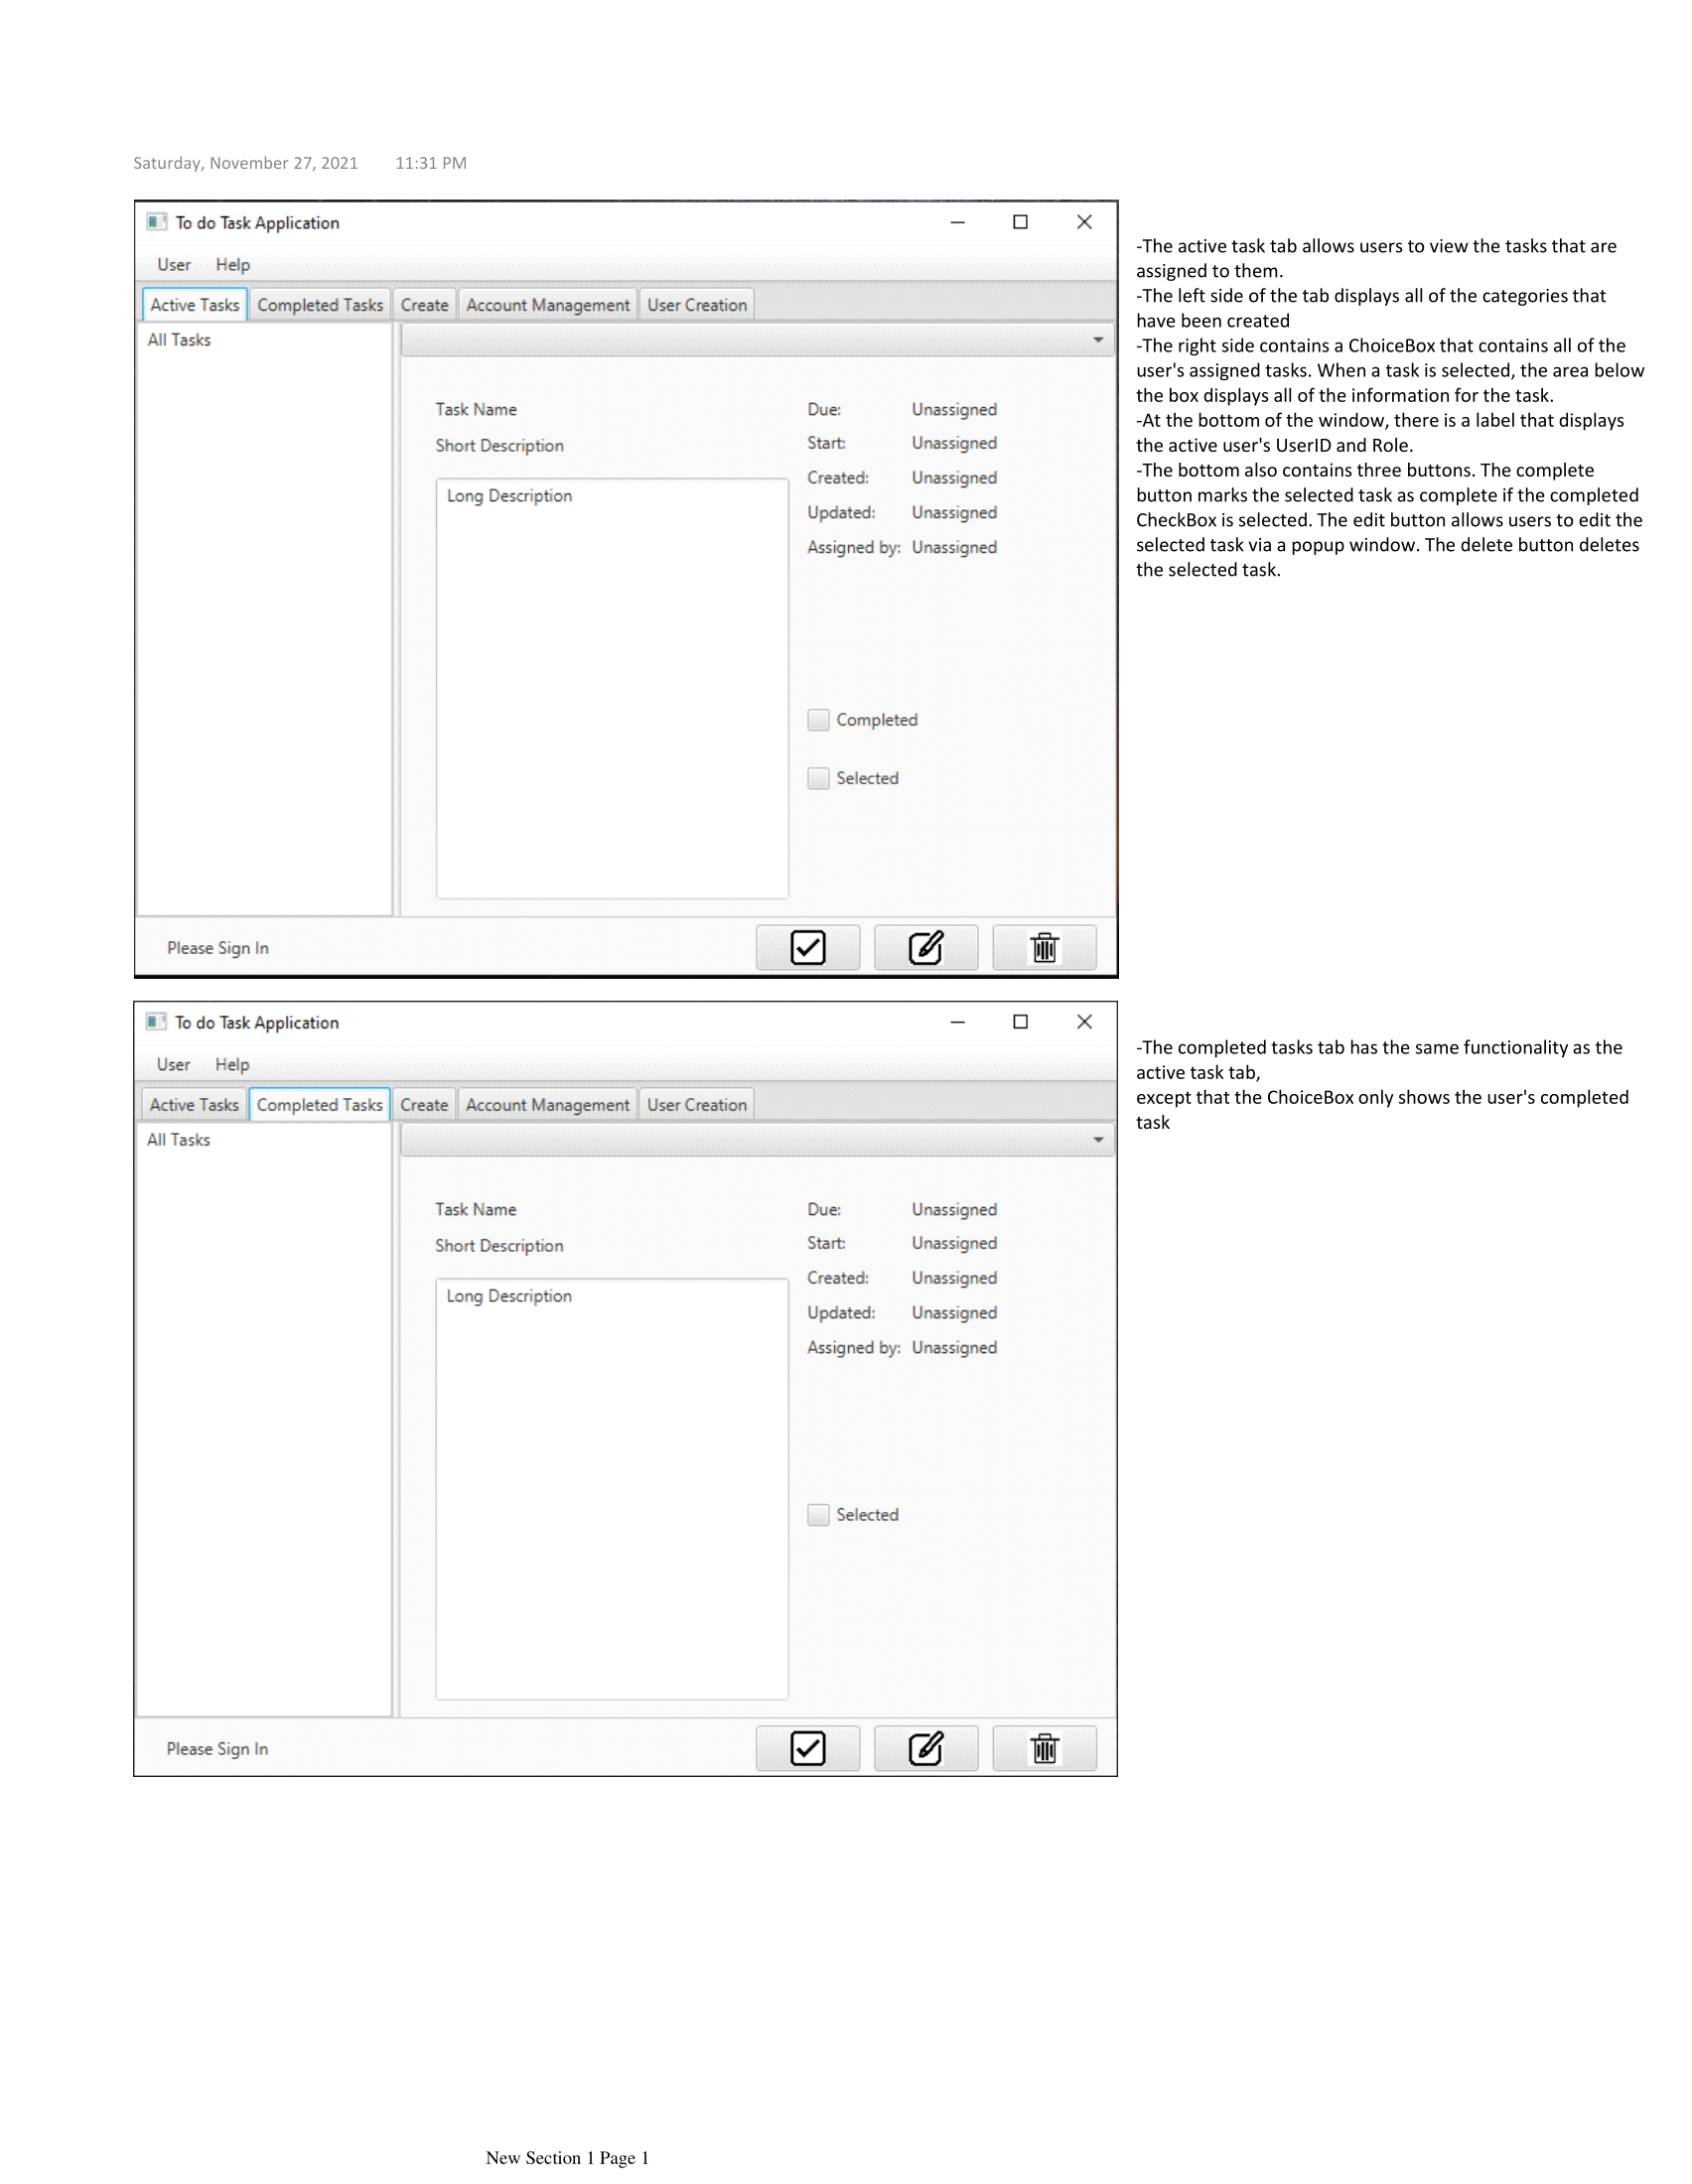 Saturday, November 27, 2021 11:31 PM
To do Task Application
User Help
Active Tasks Completed Tasks Create Account Management User Creation
All Tasks
Task Name
Short Description
Long Description
Due: Unassigned
Start: Unassigned
Created: Unassigned
Updated: Unassigned
Assigned by: Unassigned
Completed
Selected
Please Sign In
-The active task tab allows users to view the tasks that are
assigned to them.
-The left side of the tab displays all of the categories that
have been created
-The right side contains a ChoiceBox that contains all of the
user's assigned tasks. When a task is selected, the area below
the box displays all of the information for the task.
-At the bottom of the window, there is a label that displays
the active user's UserID and Role.
-The bottom also contains three buttons. The complete
button marks the selected task as complete if the completed
CheckBox is selected. The edit button allows users to edit the
selected task via a popup window. The delete button deletes
the selected task.
To do Task Application
User Help
Active Tasks Completed Tasks Create Account Management User Creation
All Tasks
Task Name
Short Description
Long Description
Due: Unassigned
Start: Unassigned
Created: Unassigned
Updated: Unassigned
Assigned by: Unassigned
Selected
Please Sign In
-The completed tasks tab has the same functionality as the
active task tab,
except that the ChoiceBox only shows the user's completed
task
New Section 1 Page 1